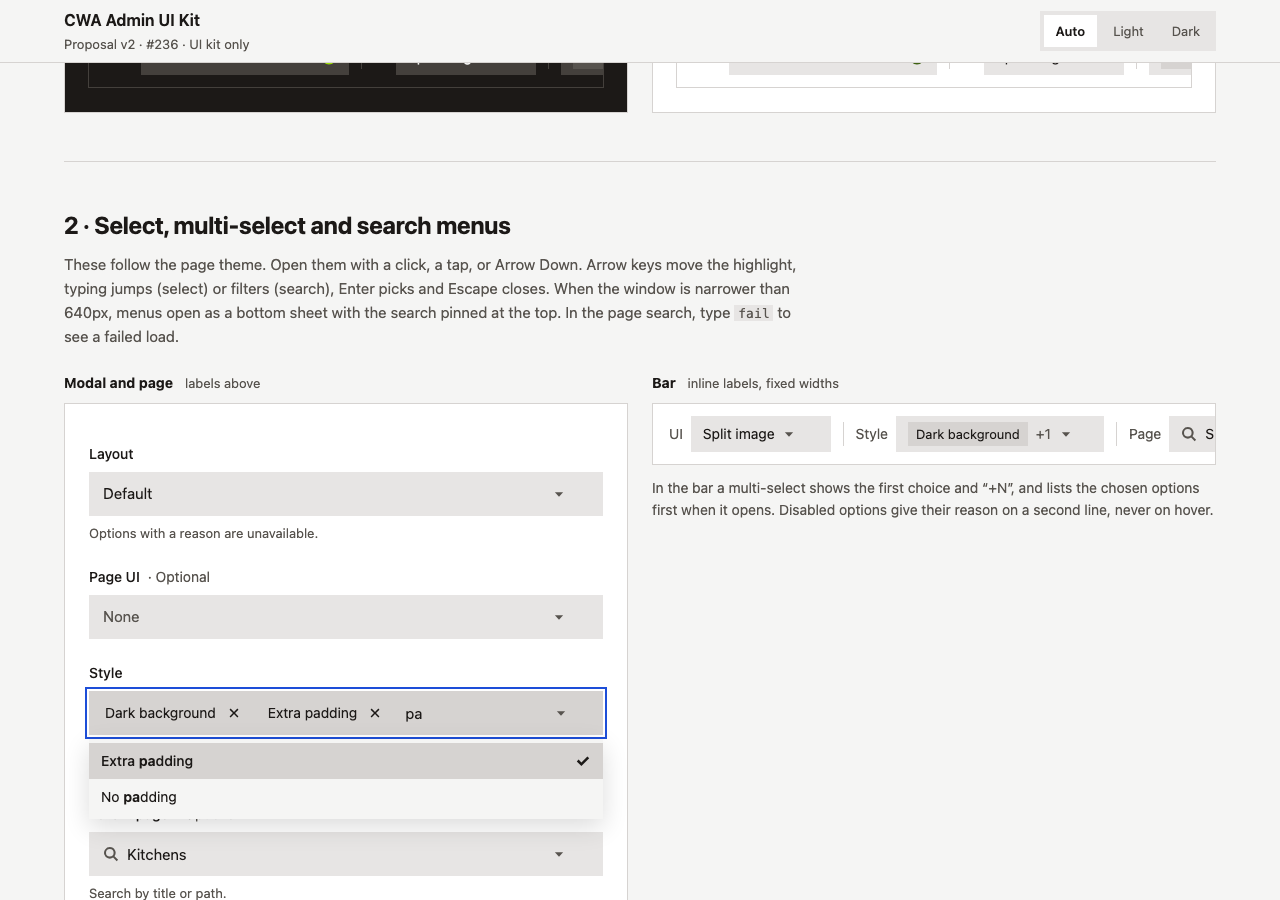 CWA Admin UI Kit
Proposal v2 · #236 · UI kit only
Auto
Light
Dark
2 · Select, multi-select and search menus
These follow the page theme. Open them with a click, a tap, or Arrow Down. Arrow keys move the highlight,
typing jumps (select) or filters (search), Enter picks and Escape closes. When the window is narrower than
640px, menus open as a bottom sheet with the search pinned at the top. In the page search, type fail to
see a failed load.
Modal and page labels above
Layout
Default
Options with a reason are unavailable.
Page UI · Optional
None
Style
Dark background ✕ Extra padding ✕ pa
Extra padding
No padding
Kitchens
Search by title or path.
Bar inline labels, fixed widths
UI Split image Style Dark background +1 Page S
In the bar a multi-select shows the first choice and “+N”, and lists the chosen options
first when it opens. Disabled options give their reason on a second line, never on hover.